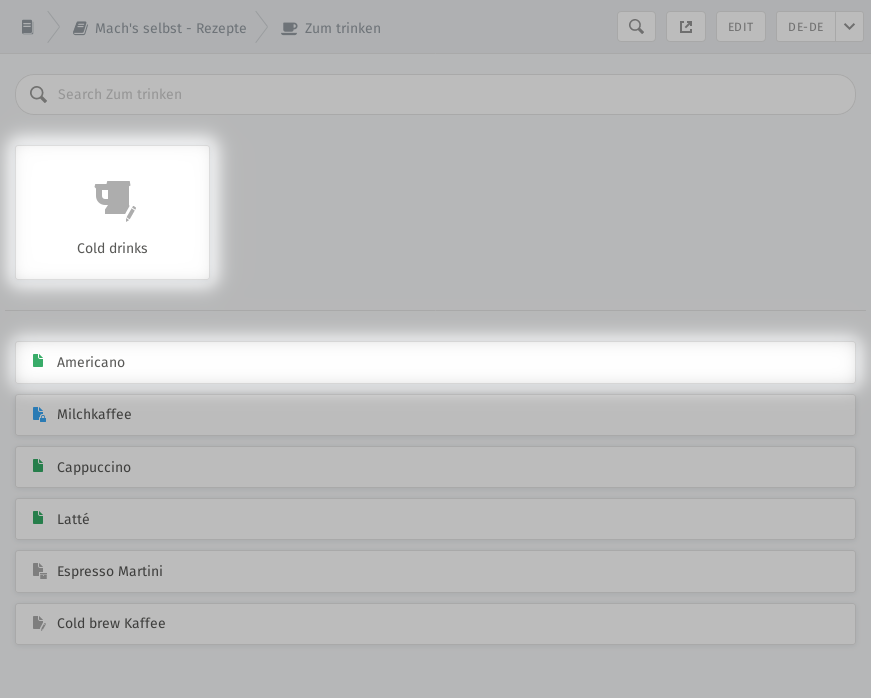 Mach's selbst - Rezepte Zum trinken EDIT DE-DE
Search Zum trinken
Cold drinks
Americano
Milchkaffee
Cappuccino
Latté
Espresso Martini
Cold brew Kaffee